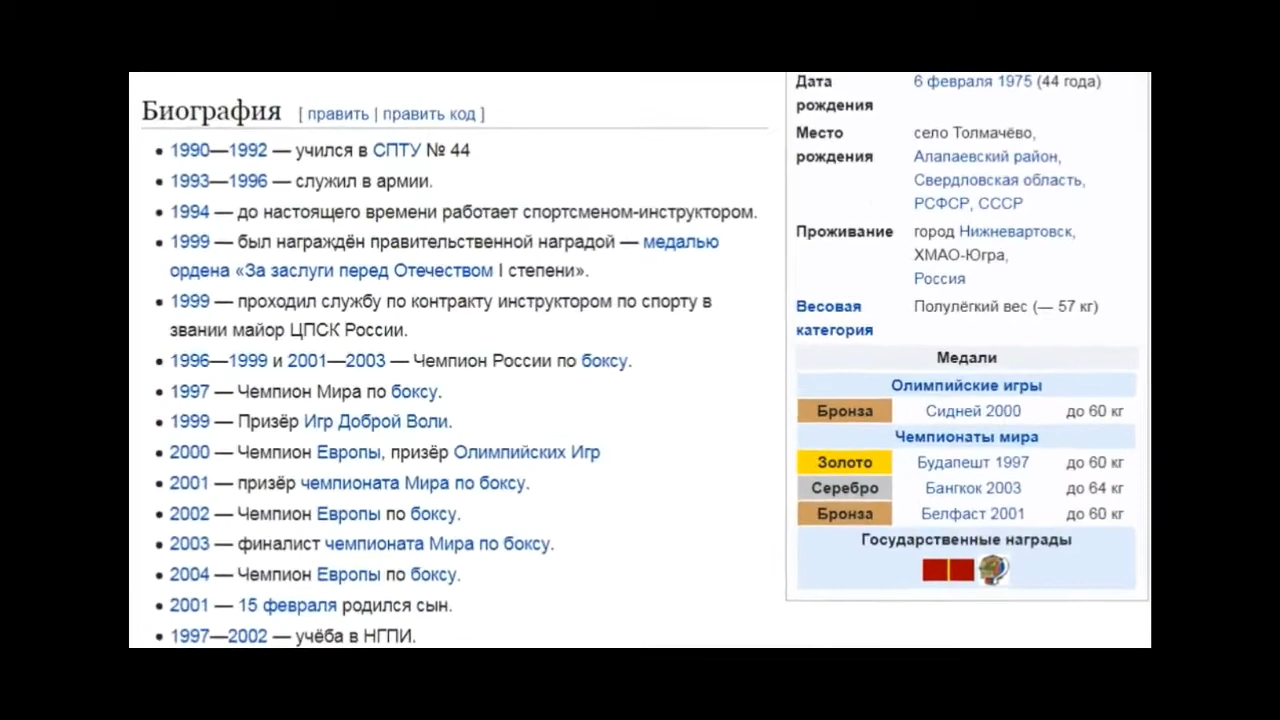 Биография [ править | править код ]
• 1990—1992 — учился в СПТУ № 44
• 1993—1996 — служил в армии.
• 1994 — до настоящего времени работает спортсменом-инструктором.
• 1999 — был награждён правительственной наградой — медалью
ордена «За заслуги перед Отечеством I степени».
• 1999 — проходил службу по контракту инструктором по спорту в
звании майор ЦПСК России.
• 1996—1999 и 2001—2003 — Чемпион России по боксу.
• 1997 — Чемпион Мира по боксу.
• 1999 — Призёр Игр Доброй Воли.
• 2000 — Чемпион Европы, призёр Олимпийских Игр
• 2001 — призёр чемпионата Мира по боксу.
• 2002 — Чемпион Европы по боксу.
• 2003 — финалист чемпионата Мира по боксу.
• 2004 — Чемпион Европы по боксу.
• 2001 — 15 февраля родился сын.
• 1997—2002 — учёба в НГПИ.
Дата 6 февраля 1975 (44 года)
рождения
Место село Толмачёво,
рождения Алапаевский район,
Свердловская область,
РСФСР, СССР
Проживание город Нижневартовск,
ХМАО-Югра,
Россия
Весовая Полулёгкий вес (— 57 кг)
категория
Медали
Олимпийские игры
Бронза Сидней 2000 до 60 кг
Чемпионаты мира
Золото Будапешт 1997 до 60 кг
Серебро Бангкок 2003 до 64 кг
Бронза Белфаст 2001 до 60 кг
Государственные награды